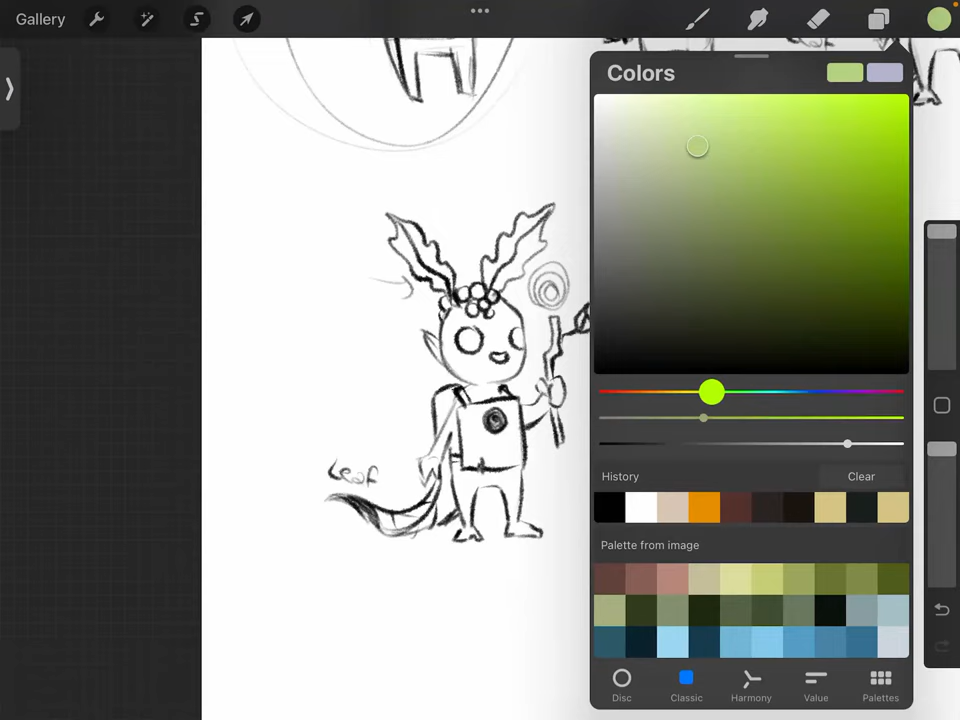 Gallery
Colors
Leaf
History
Clear
Palette from image
Disc
Classic
Harmony
Value
Palettes